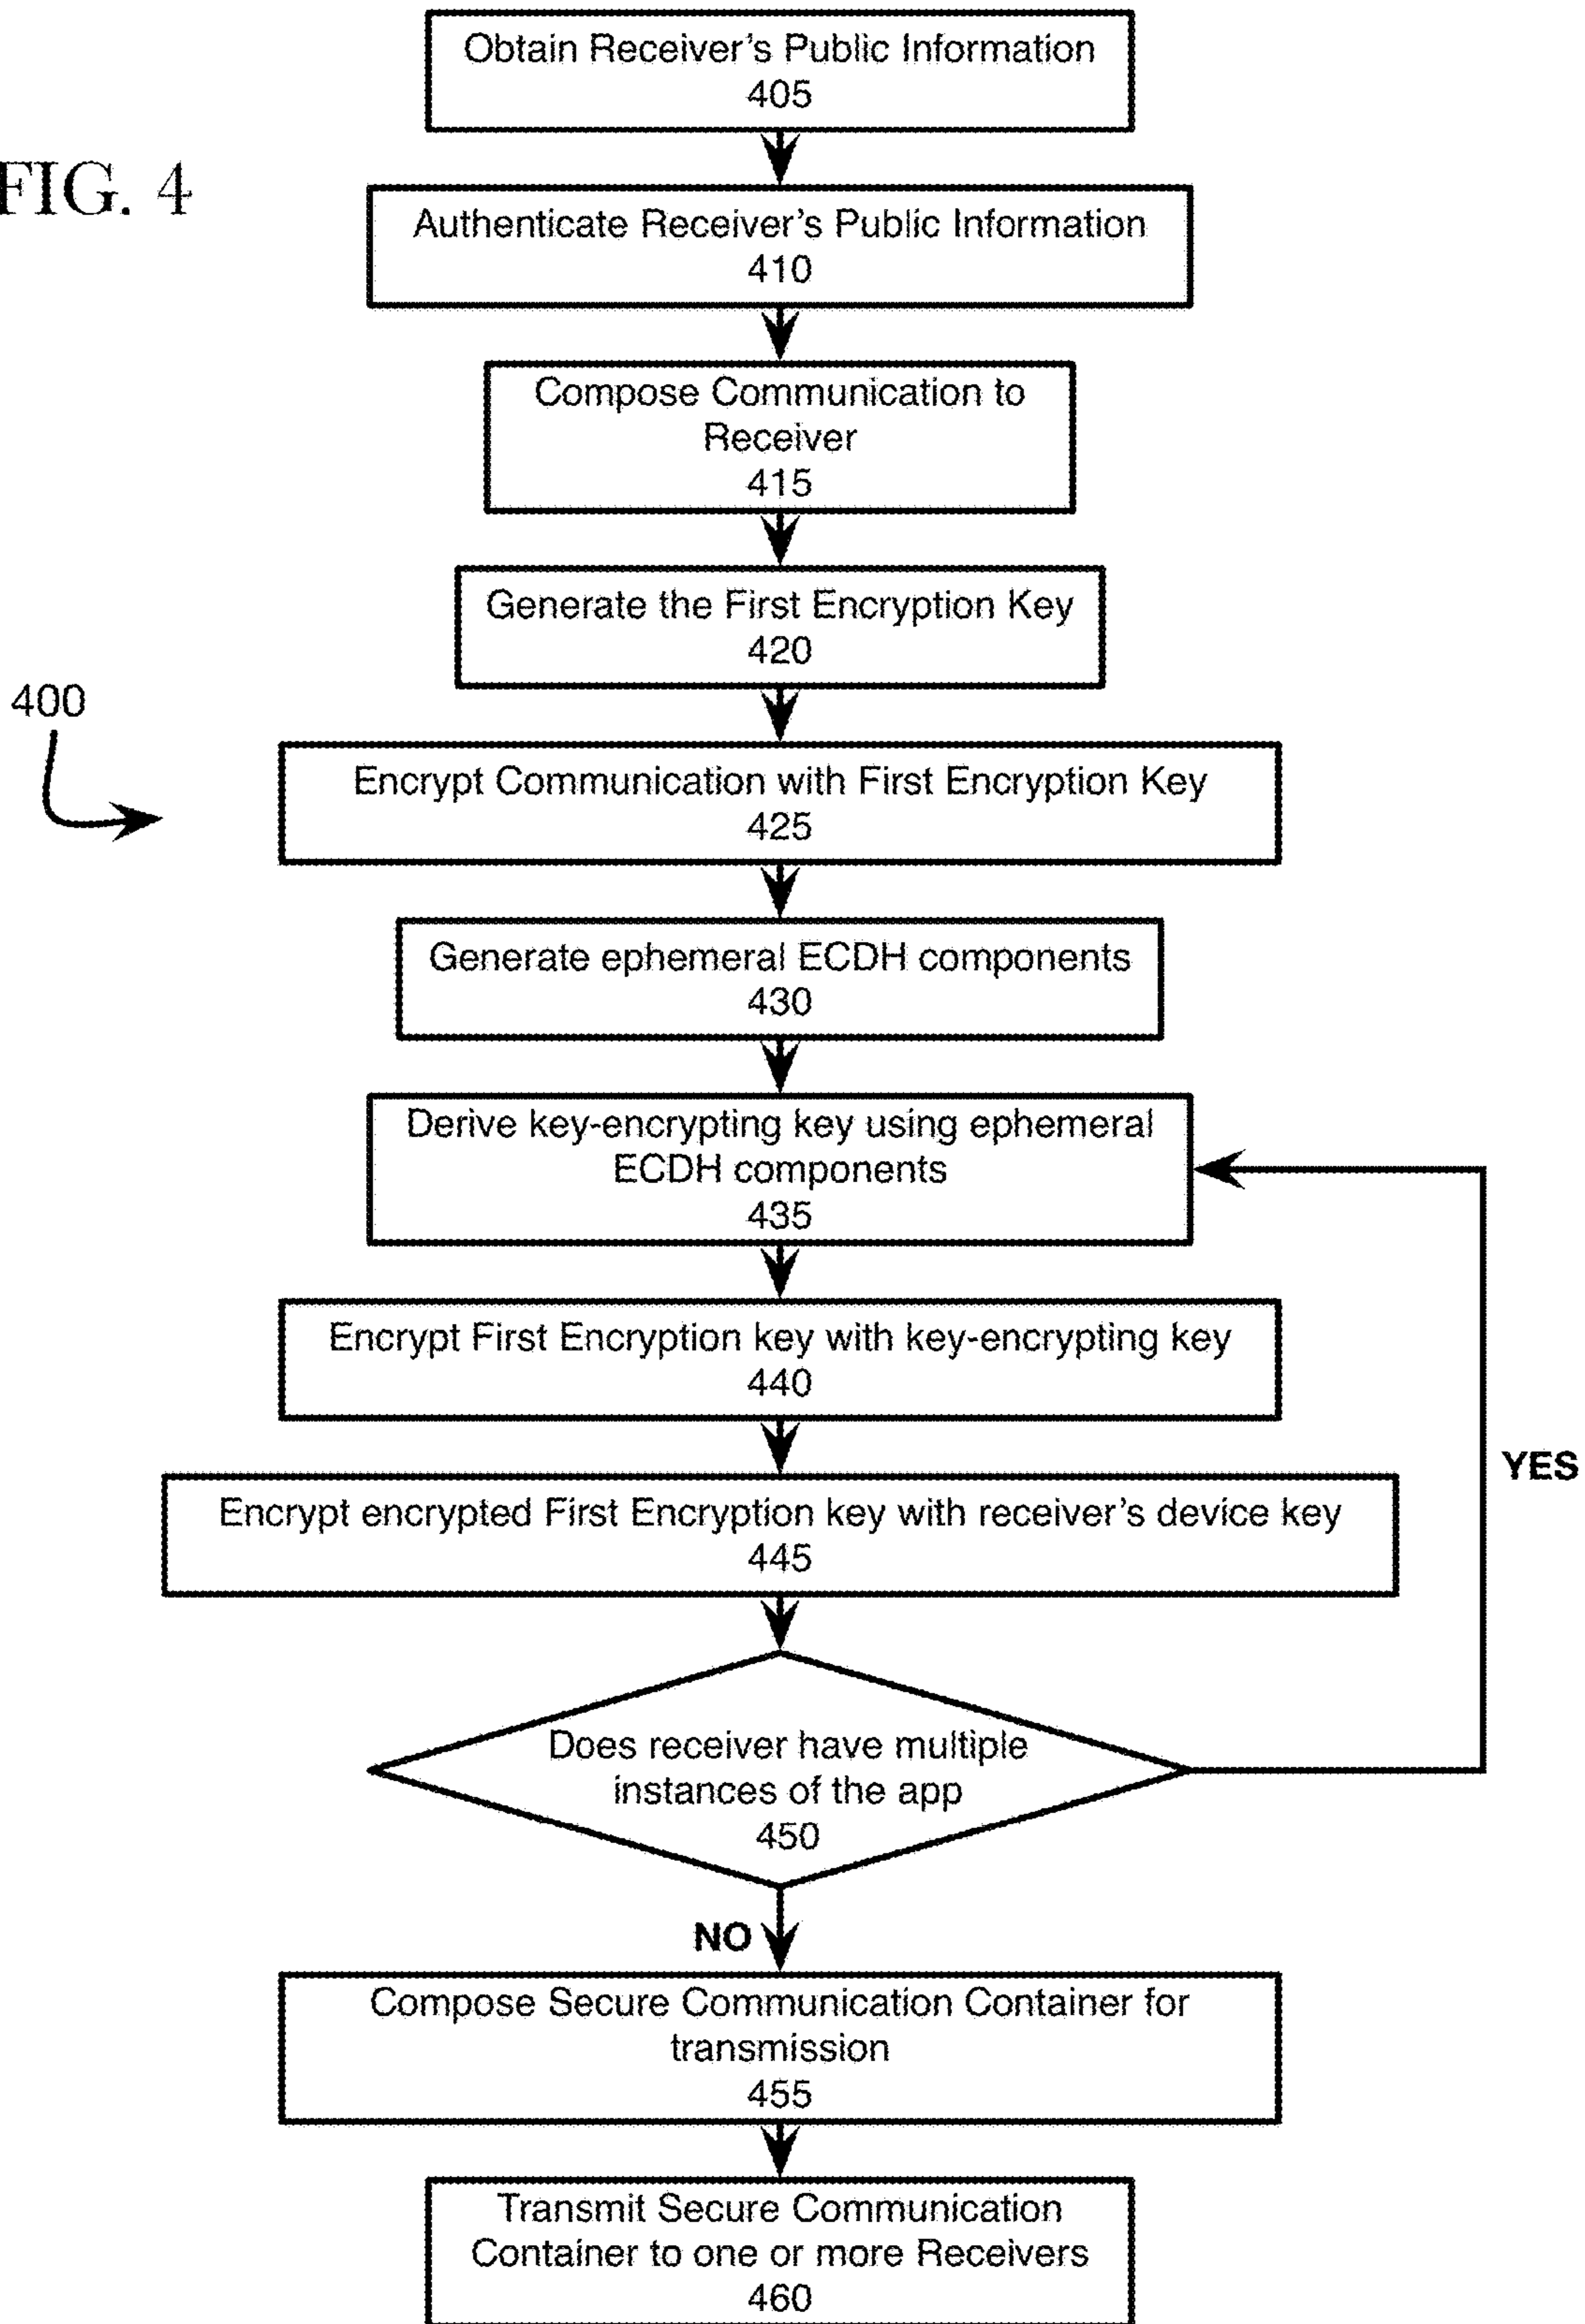 Obtain Receiver's Public Information
405
FIG. 4
Authenticate Receiver's Public Information
410
Compose Communication to
Receiver
415
Generate the First Encryption Key
420
400
Encrypt Communication with First Encryption Key
425
Generate ephemeral ECDH components
430
Derive key-encrypting key using ephemeral
ECDH components
435
Encrypt First Encryption key with key-encrypting key
440
YES
Encrypt encrypted First Encryption key with receiver's device key
445
Does receiver have multiple
instances of the app
450
NO
Compose Secure Communication Container for
transmission
455
Transmit Secure Communication
Container to one or more Receivers
460